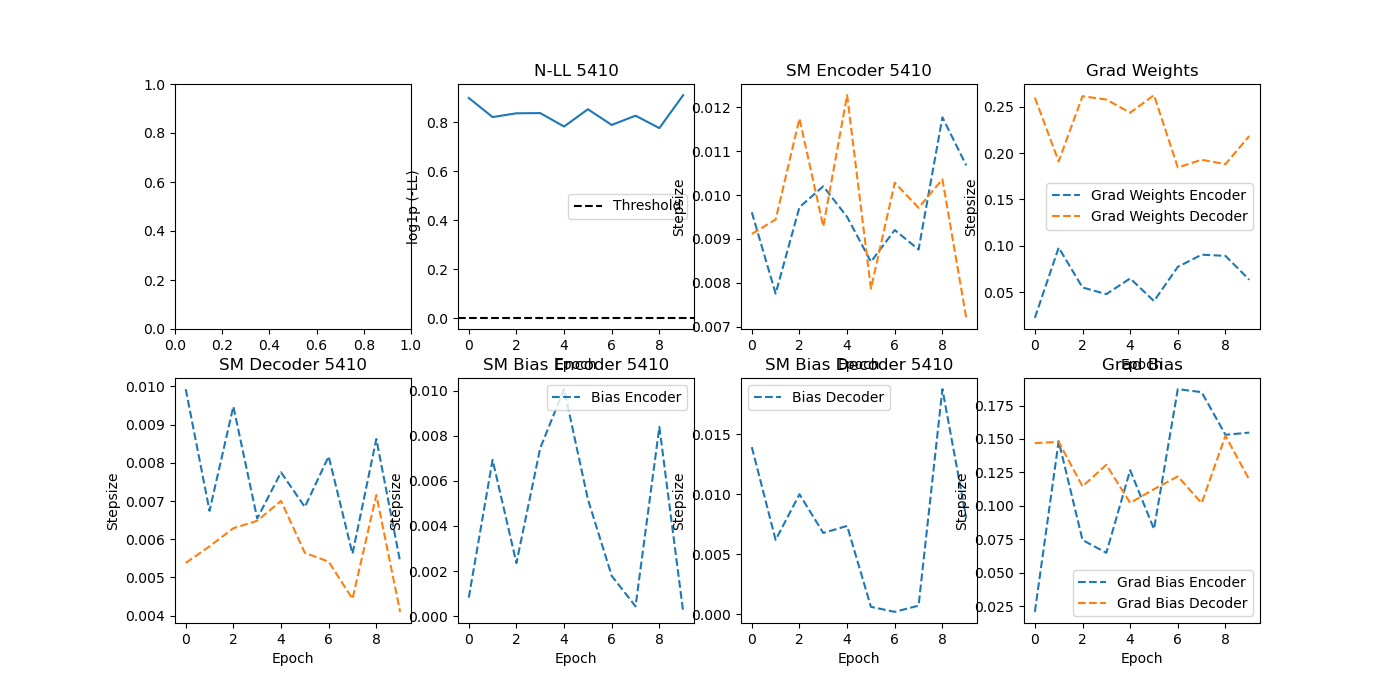 N-LL 5410
SM Encoder 5410
Grad Weights
1.0
0.8
0.6
0.4
0.2
0.0
0.0 0.2 0.4 0.6 0.8 1.0
log1p (-LL)
0.8
0.6
0.4
0.2
0.0
Threshold
0 2 4 6 8
Epoch
Stepsize
0.012
0.011
0.010
0.009
0.008
0.007
0 2 4 6 8
Epoch
Stepsize
0.25
0.20
0.15
0.10
0.05
Grad Weights Encoder
Grad Weights Decoder
0 2 4 6 8
Epoch
SM Decoder 5410
SM Bias Encoder 5410
SM Bias Decoder 5410
Grad Bias
Stepsize
0.010
0.009
0.008
0.007
0.006
0.005
0.004
0 2 4 6 8
Epoch
Stepsize
0.010
0.008
0.006
0.004
0.002
0.000
Bias Encoder
0 2 4 6 8
Epoch
Stepsize
0.015
0.010
0.005
0.000
Bias Decoder
0 2 4 6 8
Epoch
Stepsize
0.175
0.150
0.125
0.100
0.075
0.050
0.025
Grad Bias Encoder
Grad Bias Decoder
0 2 4 6 8
Epoch